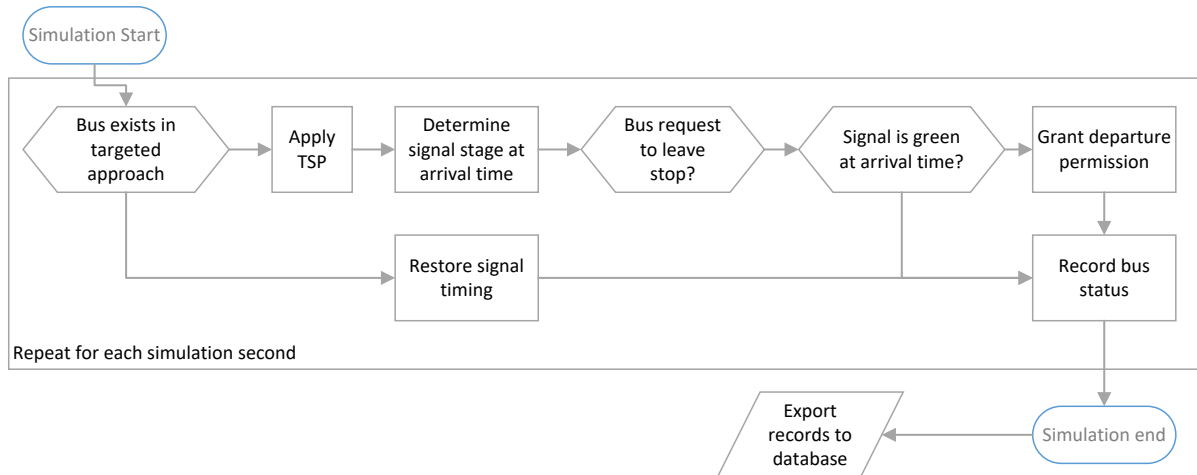 Simulation Start
Bus exists in
targeted
approach
Apply
TSP
Determine
signal stage at
arrival time
Bus request
to leave
stop?
Signal is green
at arrival time?
Grant departure
permission
Restore signal
timing
Record bus
status
Repeat for each simulation second
Export
records to
database
Simulation end